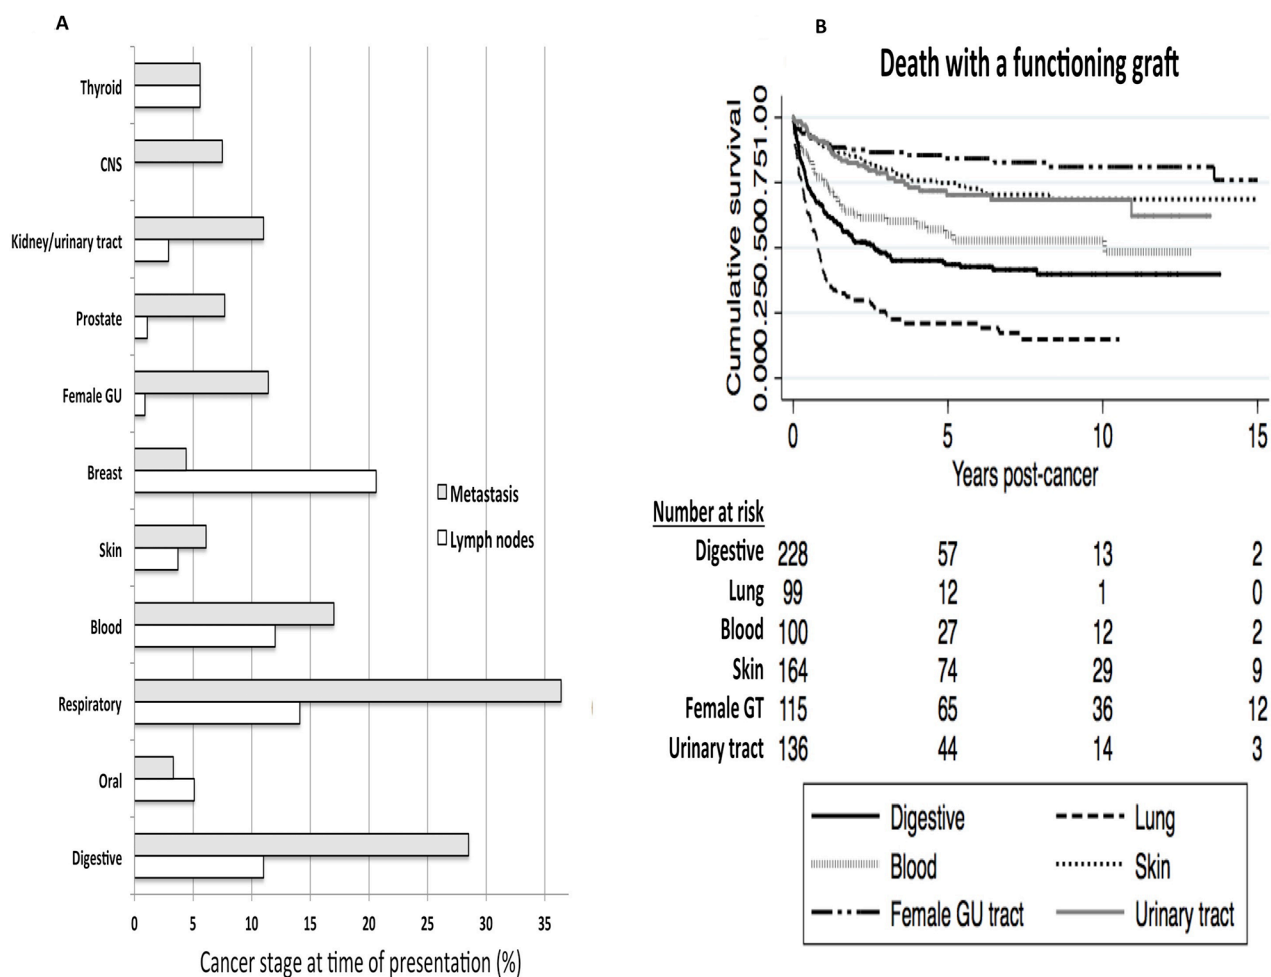 A
Thyroid
CNS
Kidney/urinary tract
Prostate
Female GU
Breast
Skin
Blood
Respiratory
Oral
Digestive
Metastasis
Lymph nodes
0 5 10 15 20 25 30 35
Cancer stage at time of presentation (%)
B
Death with a functioning graft
Cumulative survival
0.00 0.25 0.50 0.75 1.00
0 5 10 15
Years post-cancer
Number at risk
Digestive 228 57 13 2
Lung 99 12 1 0
Blood 100 27 12 2
Skin 164 74 29 9
Female GT 115 65 36 12
Urinary tract 136 44 14 3
Digestive Lung
Blood Skin
Female GU tract Urinary tract